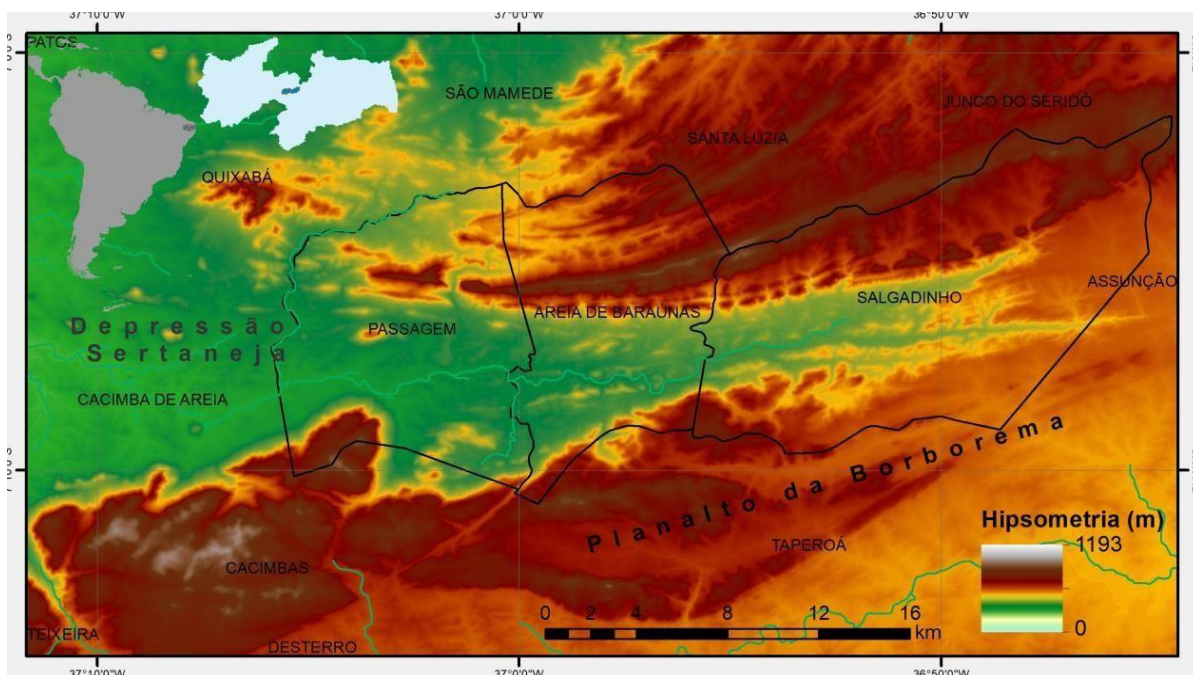 37°10'0"W 37°0'0"W 36°50'0"W
PATOS
SÃO MAMEDE
JUNCO DO SERIDÓ
SANTA LUZIA
QUIXABÁ
ASSUNÇÃO
SALGADINHO
AREIA DE BARAÚNAS
PASSAGEM
Depressão
Sertaneja
CACIMBA DE AREIA
Planalto da Borborema
Hipsometria (m)
1193
0
TAPEROÁ
CACIMBAS
0 2 4 8 12 16
km
TEIXEIRA
DESTERRO
37°10'0"W 37°0'0"W 36°50'0"W